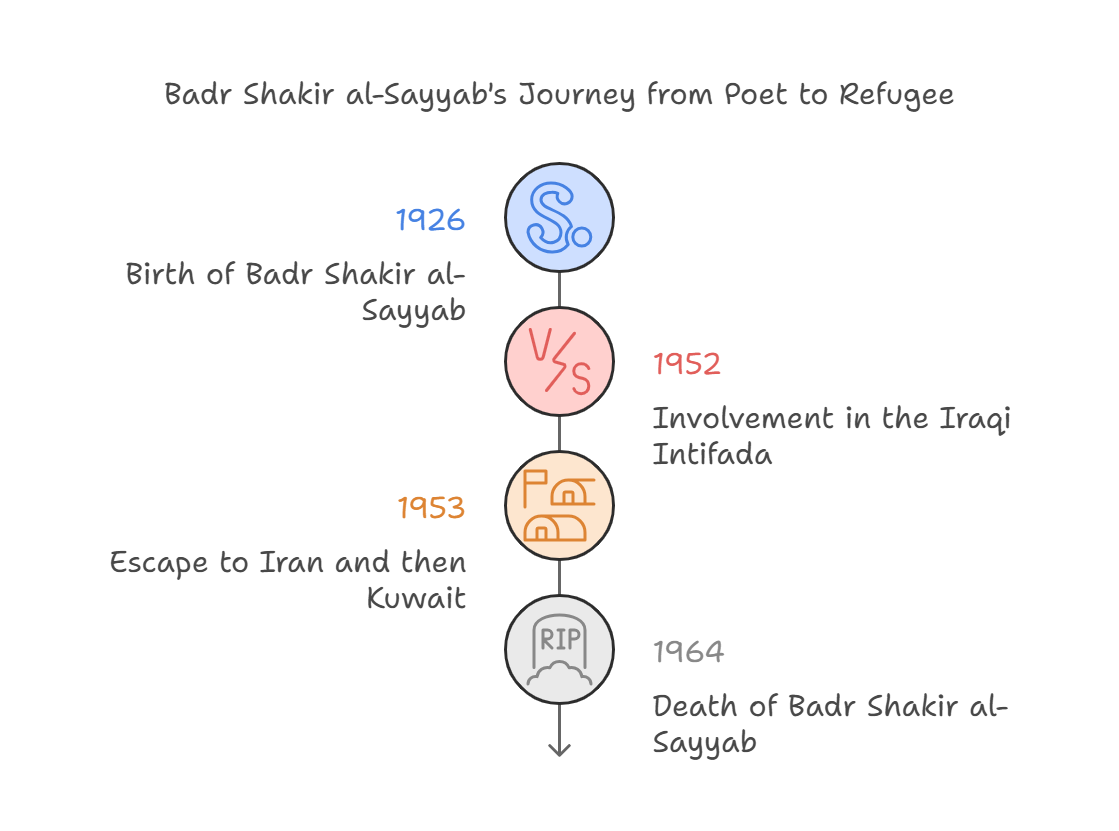 Badr Shakir al-Sayyab's Journey from Poet to Refugee
S.
1926
Birth of Badr Shakir al-
Sayyab
V/S
1952
Involvement in the Iraqi
Intifada
1953
Escape to Iran and then
Kuwait
RIP
1964
Death of Badr Shakir al-
Sayyab